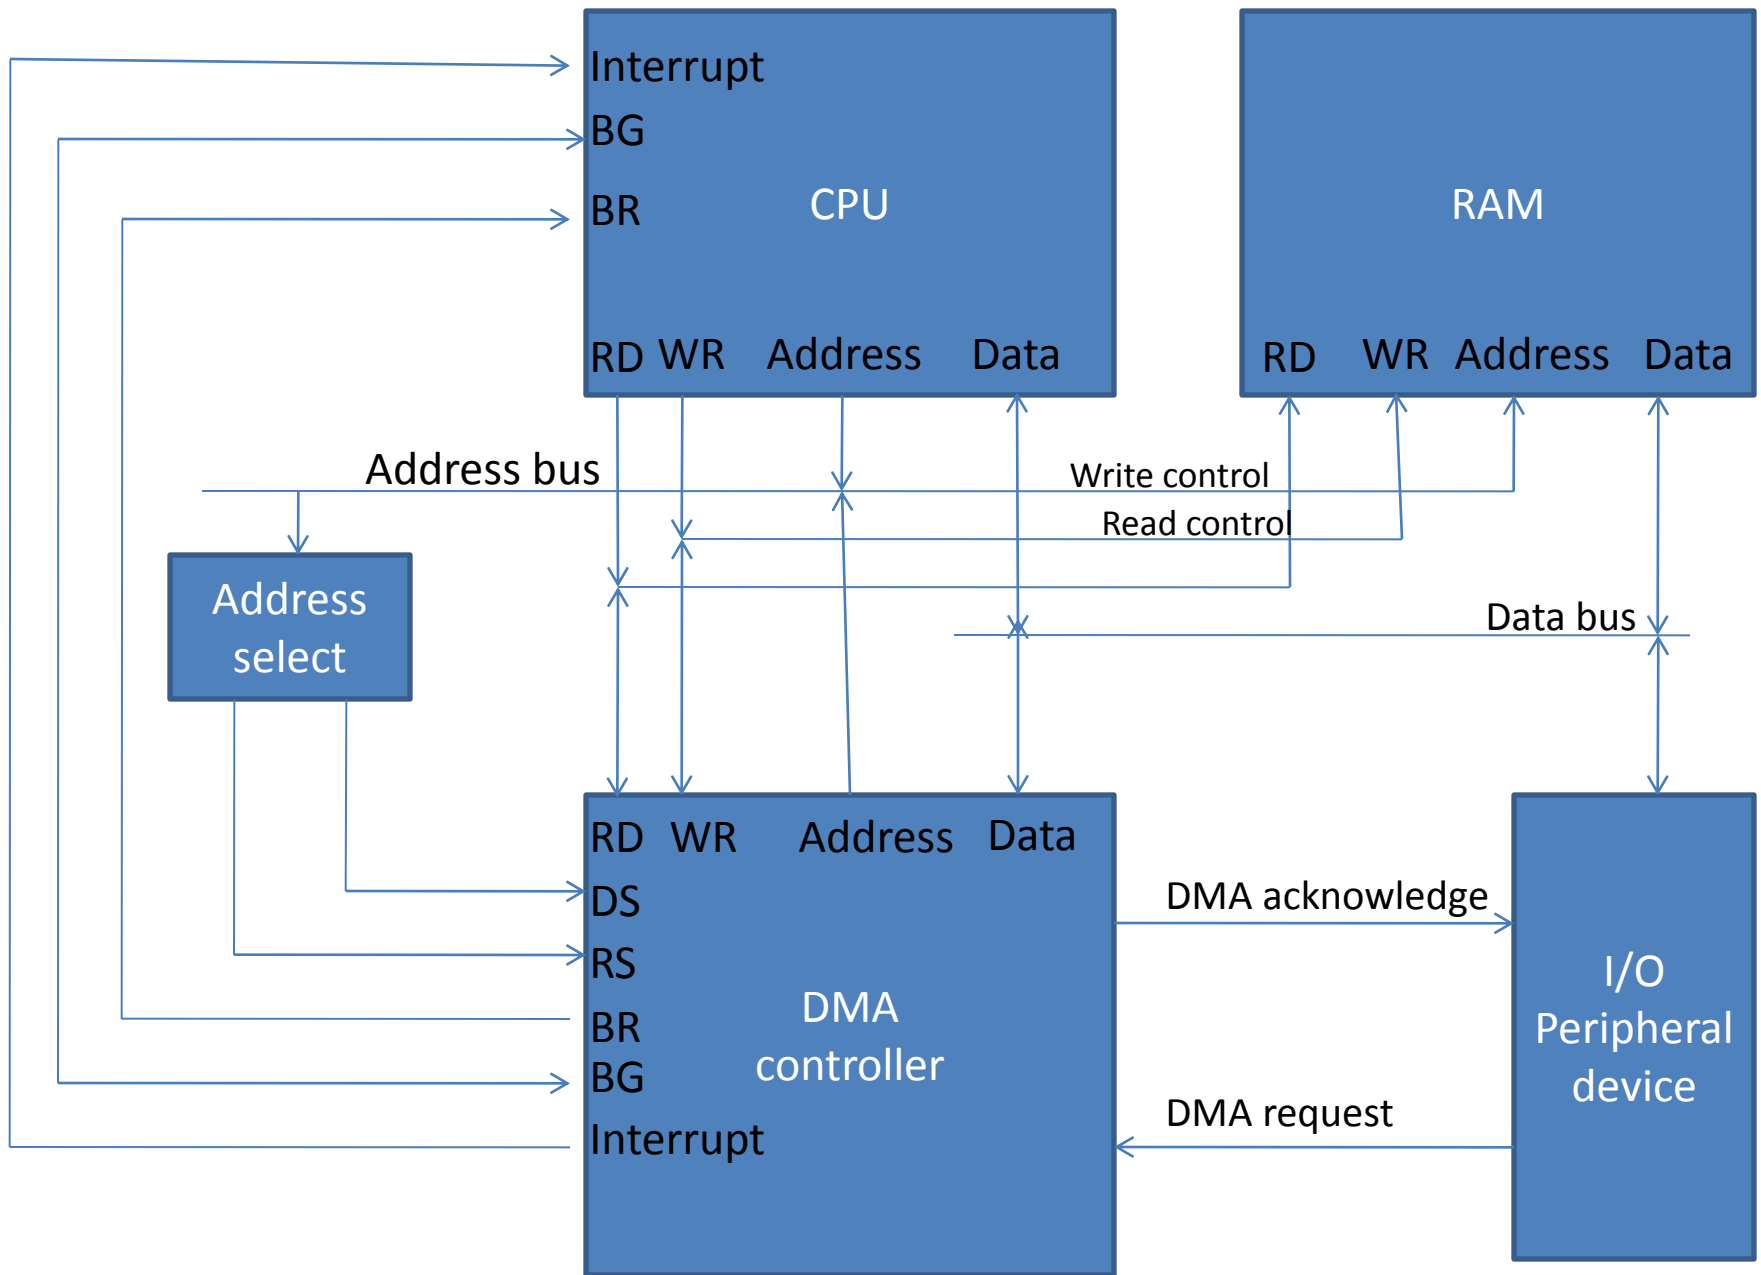 Interrupt
BG
BR
CPU
RAM
RD WR Address Data
RD WR Address Data
Address bus
Write control
Read control
Data bus
Address
select
RD WR Address Data
DS
RS
BR
BG
Interrupt
DMA
controller
DMA acknowledge
DMA request
I/O
Peripheral
device